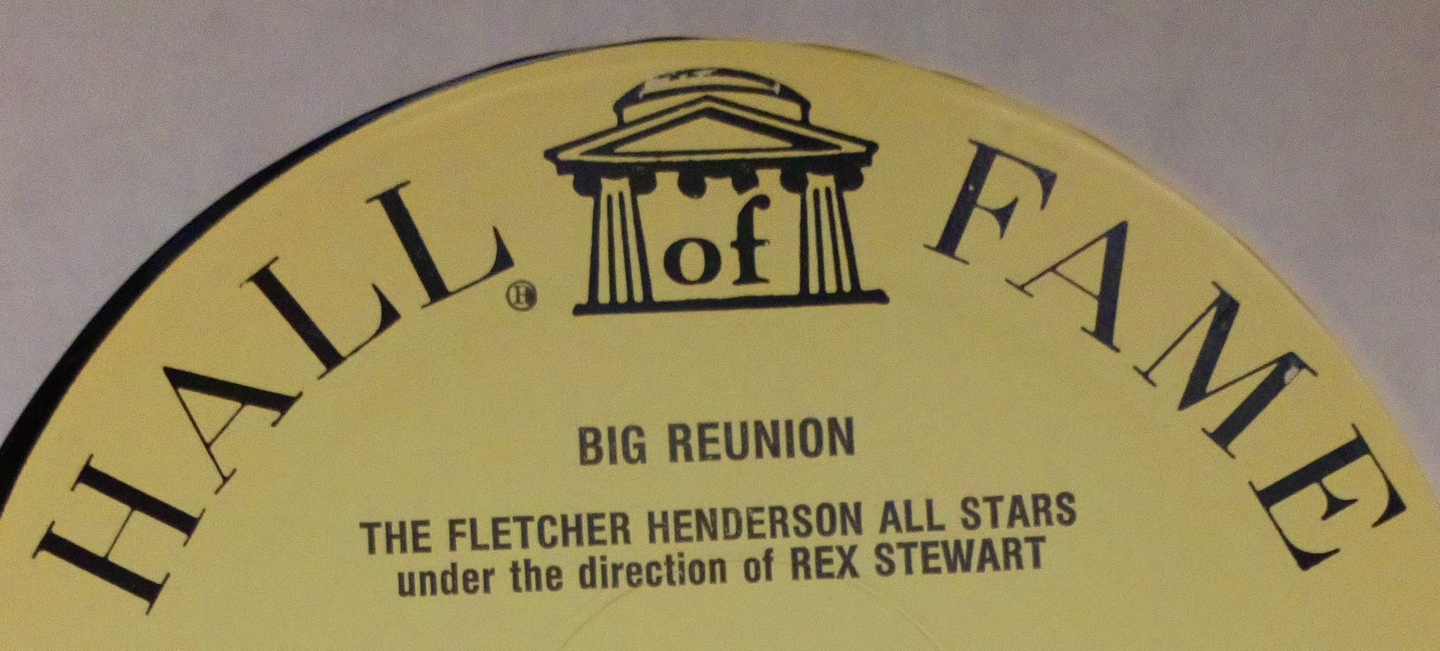 HALL® of FAME
BIG REUNION
THE FLETCHER HENDERSON ALL STARS
under the direction of REX STEWART